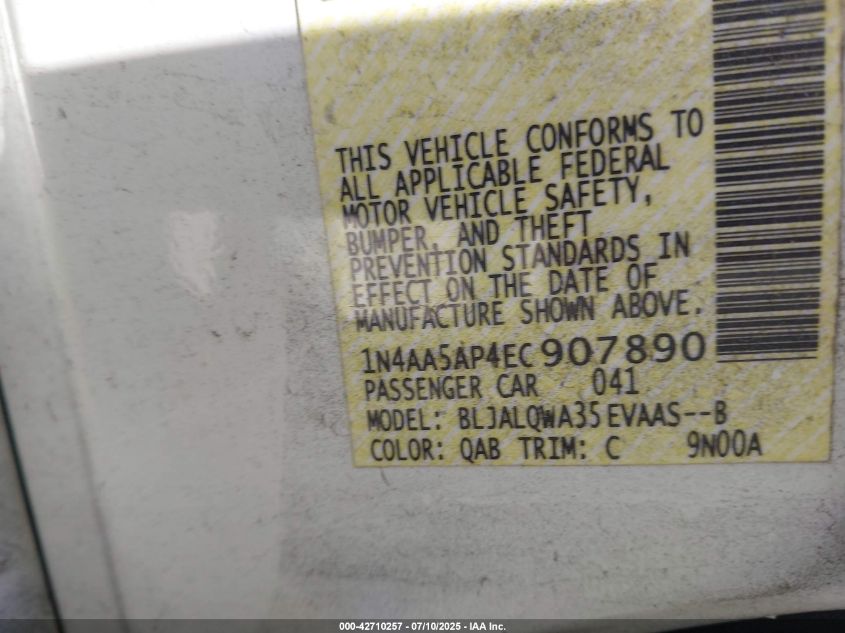 THIS VEHICLE CONFORMS TO
ALL APPLICABLE FEDERAL
MOTOR VEHICLE SAFETY,
BUMPER, AND THEFT
PREVENTION STANDARDS IN
EFFECT ON THE DATE OF
MANUFACTURE SHOWN ABOVE.
1N4AA5AP4EC907890
PASSENGER CAR 041
MODEL: BLJALQWA35EVAAS--B
COLOR: QAB TRIM: C 9N00A
000-42710257 - 07/10/2025 - IAA Inc.